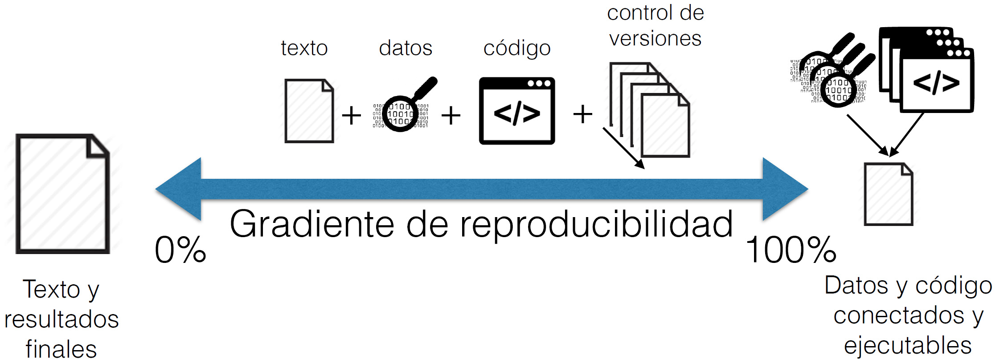 control de
versiones
texto
datos
código
+
+
+
</>
</>
Gradiente de reproducibilidad
0%
100%
Texto y
resultados
finales
Datos y código
conectados y
ejecutables